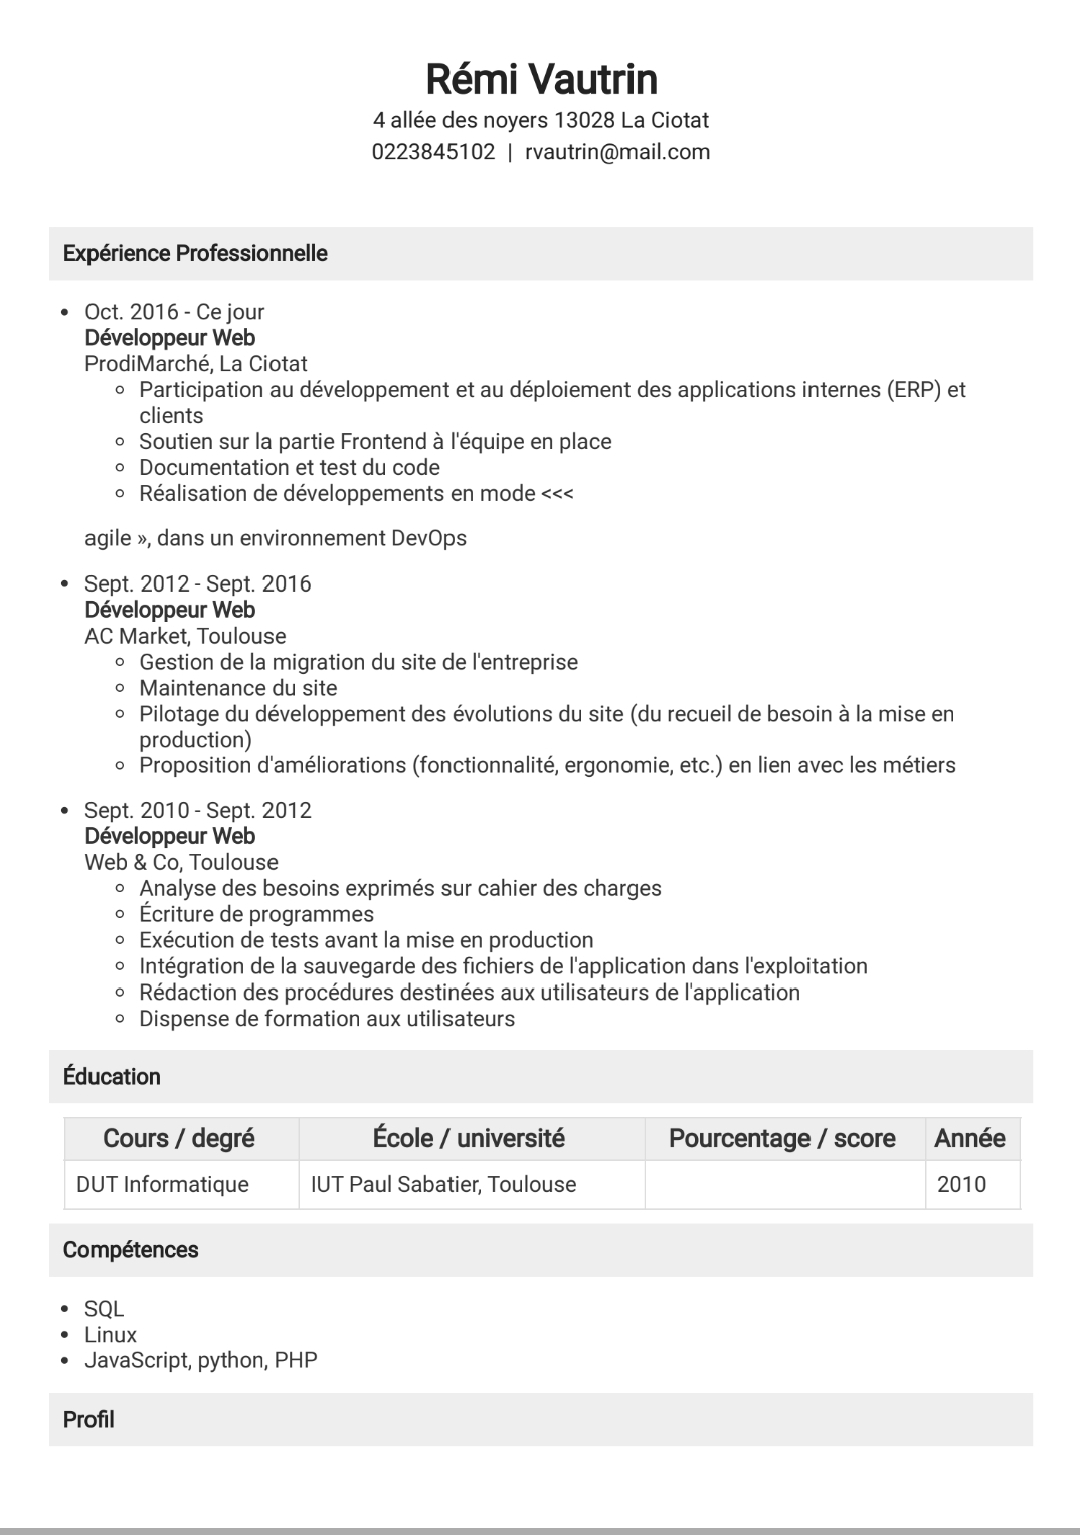 Rémi Vautrin
4 allée des noyers 13028 La Ciotat
0223845102 | rvautrin@mail.com
Expérience Professionnelle
• Oct. 2016 - Ce jour
Développeur Web
ProdiMarché, La Ciotat
◦ Participation au développement et au déploiement des applications internes (ERP) et
clients
◦ Soutien sur la partie Frontend à l'équipe en place
◦ Documentation et test du code
◦ Réalisation de développements en mode <<<
agile », dans un environnement DevOps
• Sept. 2012 - Sept. 2016
Développeur Web
AC Market, Toulouse
◦ Gestion de la migration du site de l'entreprise
◦ Maintenance du site
◦ Pilotage du développement des évolutions du site (du recueil de besoin à la mise en
production)
◦ Proposition d'améliorations (fonctionnalité, ergonomie, etc.) en lien avec les métiers
• Sept. 2010 - Sept. 2012
Développeur Web
Web & Co, Toulouse
◦ Analyse des besoins exprimés sur cahier des charges
◦ Écriture de programmes
◦ Exécution de tests avant la mise en production
◦ Intégration de la sauvegarde des fichiers de l'application dans l'exploitation
◦ Rédaction des procédures destinées aux utilisateurs de l'application
◦ Dispense de formation aux utilisateurs
Éducation
Cours / degré École / université Pourcentage / score Année
DUT Informatique IUT Paul Sabatier, Toulouse 2010
Compétences
• SQL
• Linux
• JavaScript, python, PHP
Profil